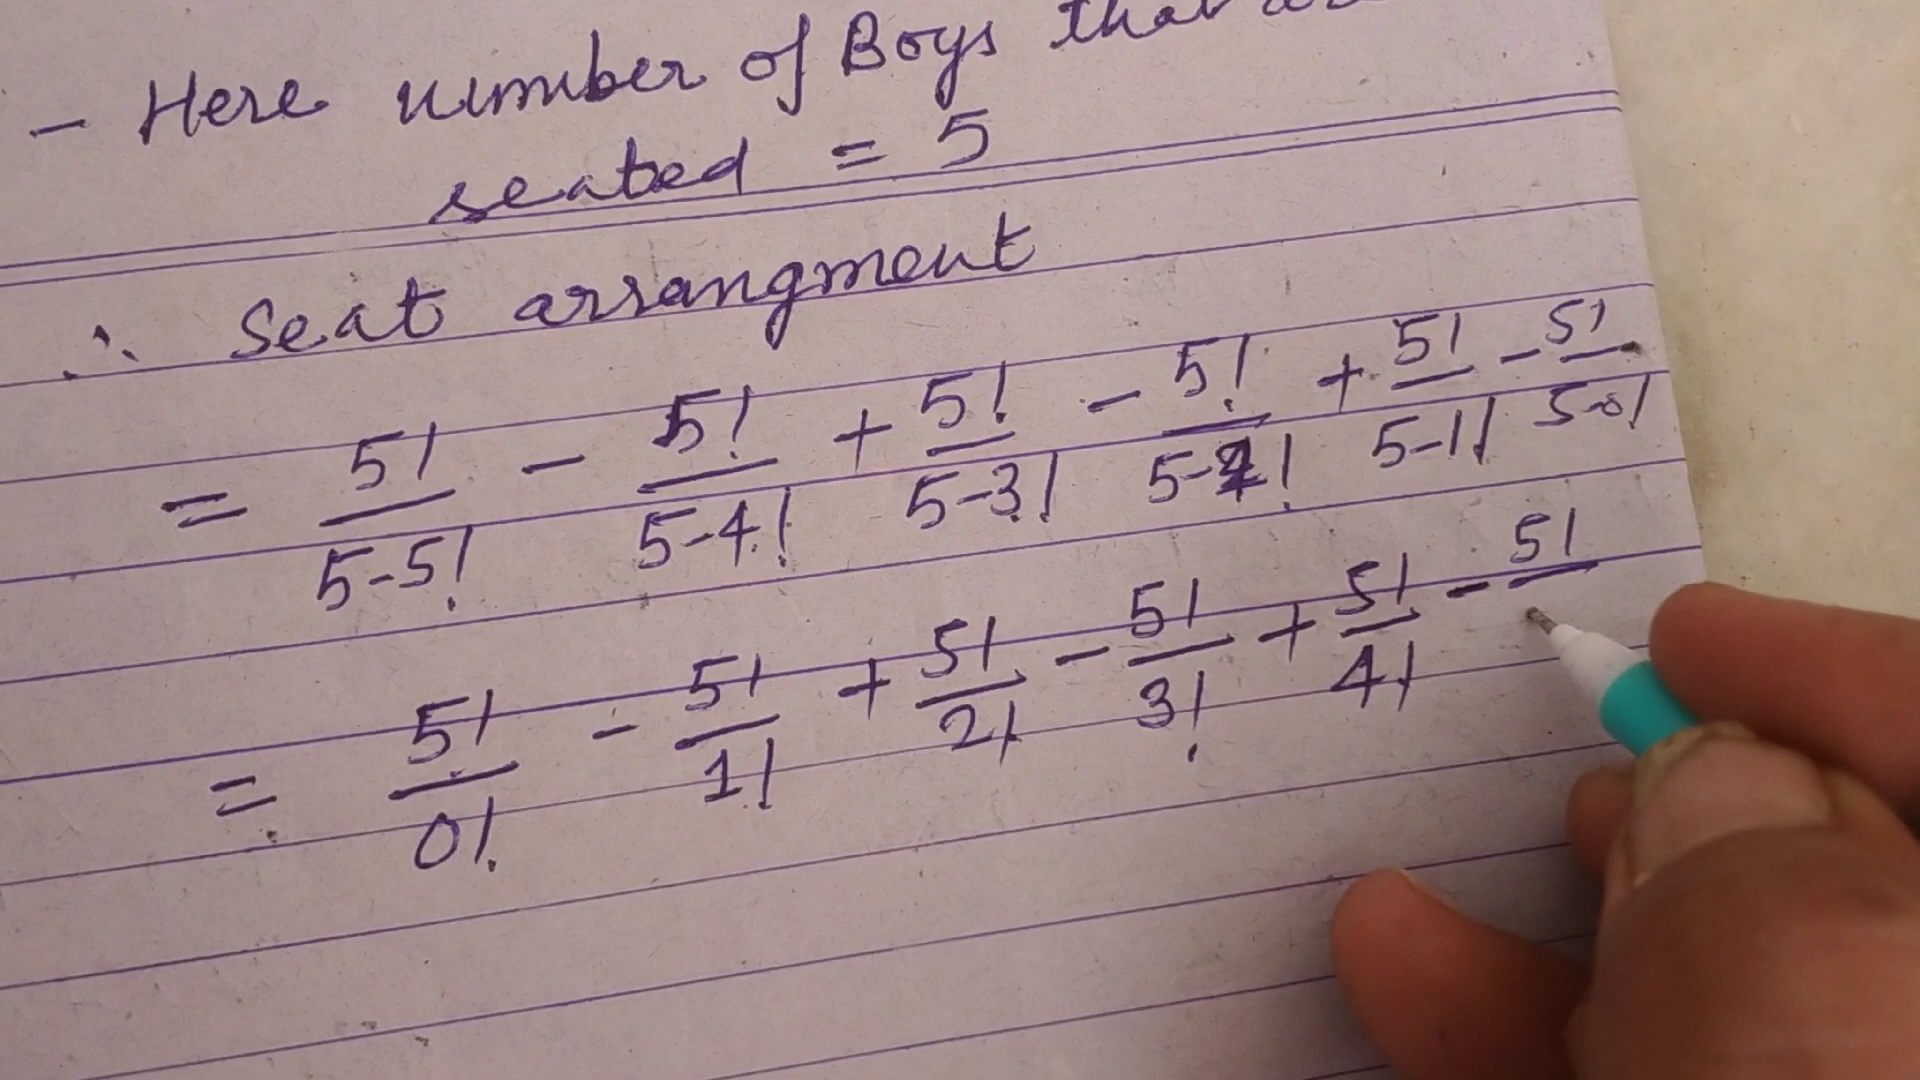 - Here number of Boys that
seated = 5
∴ Seat arrangment
= 5!/5-5! - 5!/5-4! + 5!/5-3! - 5!/5-2! + 5!/5-1! - 5!/5-0!
= 5!/0! - 5!/1! + 5!/2! - 5!/3! + 5!/4! - 5!/